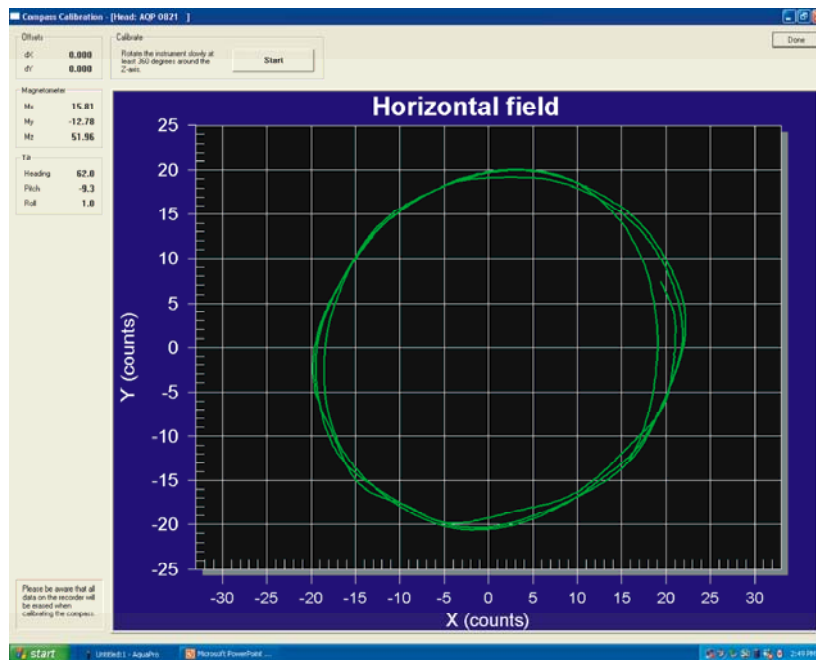 Compass Calibration - [Head: AQP 0821 ]
Offsets
dX 0.000
dY 0.000
Calibrate
Rotate the instrument slowly at
least 360 degrees around the
Z-axis.
Start
Done
Magnetometer
Mx 15.81
My -12.78
Mz 51.96
Tilt
Heading 62.0
Pitch -9.3
Roll 1.0
Horizontal field
Y (counts)
25
20
15
10
5
0
-5
-10
-15
-20
-25
-30 -25 -20 -15 -10 -5 0 5 10 15 20 25 30
X (counts)
Please be aware that all
data on the recorder will
be erased when
calibrating the compass.
start
Untitled:1 - AquaPro
Microsoft PowerPoint ...
2:49 PM